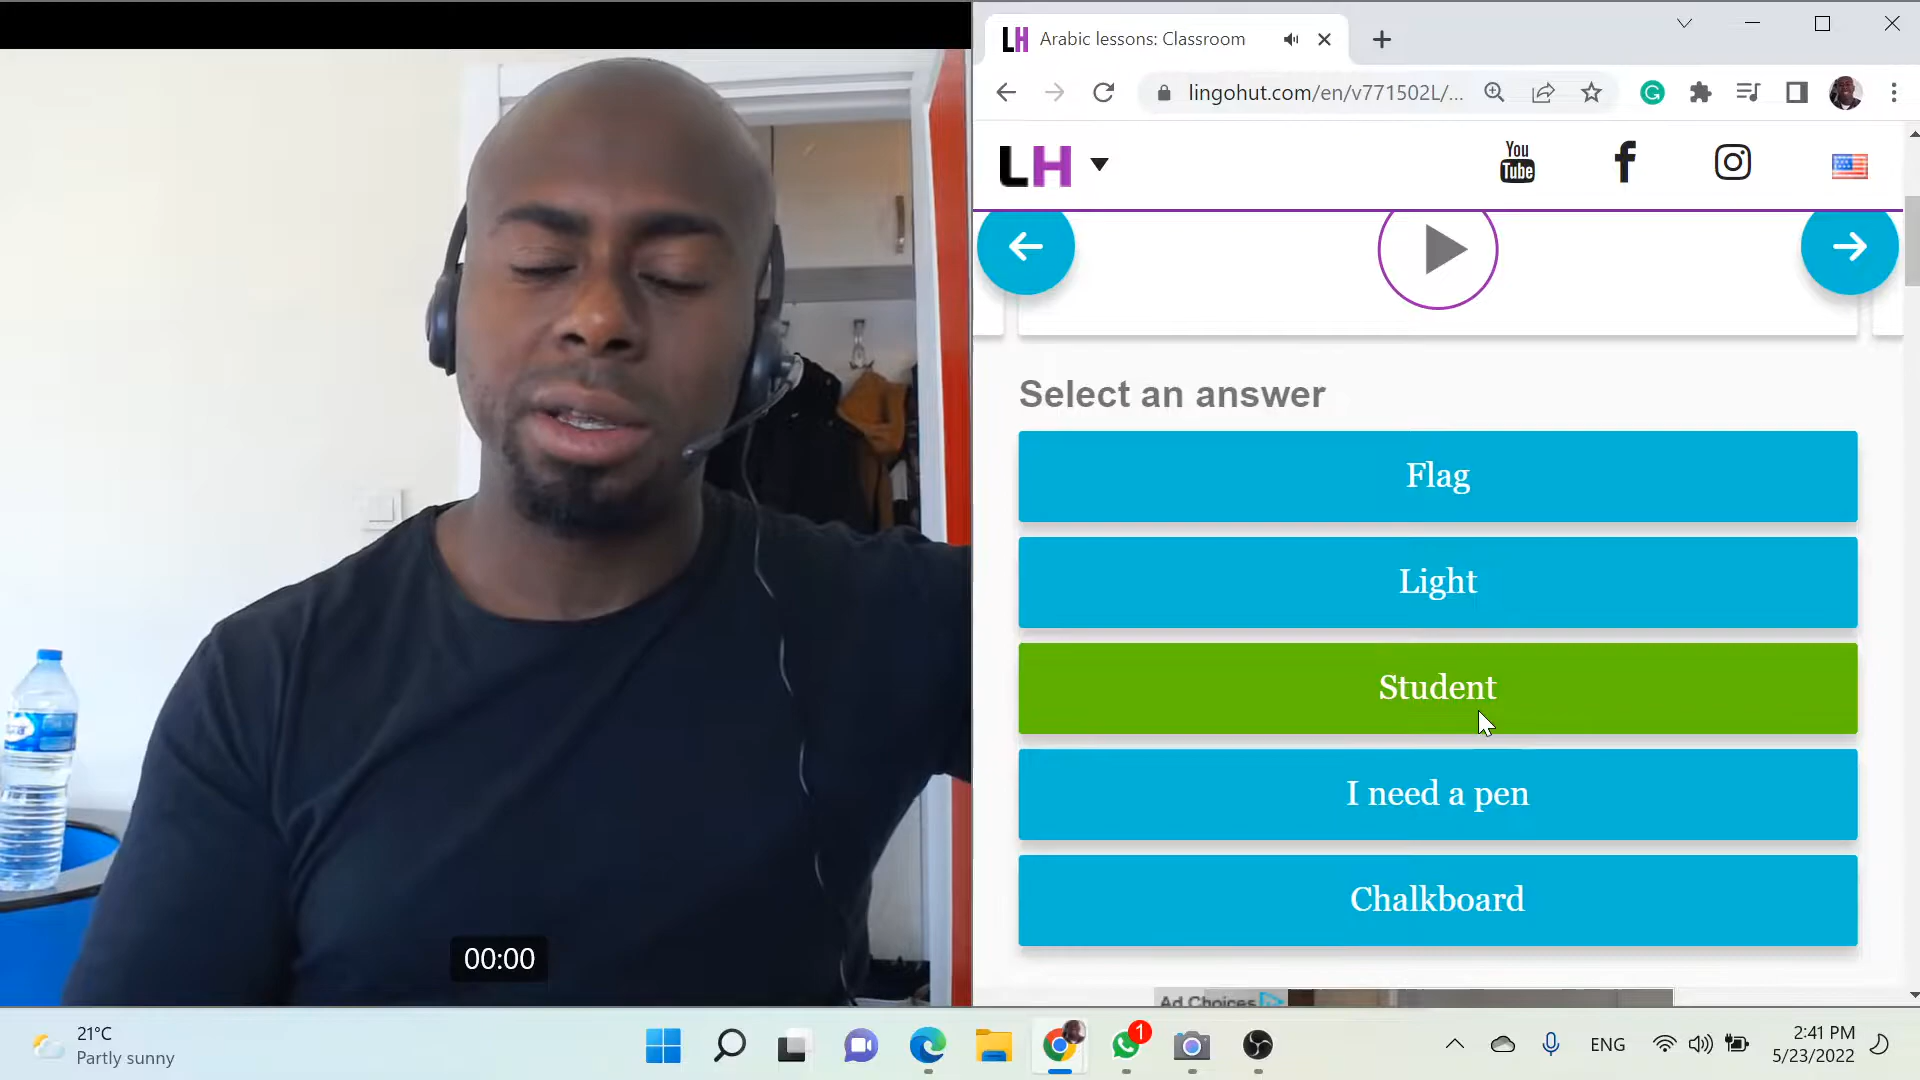 LH Arabic lessons: Classroom
lingohut.com/en/v771502L/...
LH
You
Tube
Select an answer
Flag
Light
Student
I need a pen
Chalkboard
Ad Choices
00:00
21°C
Partly sunny
1
ENG
2:41 PM
5/23/2022